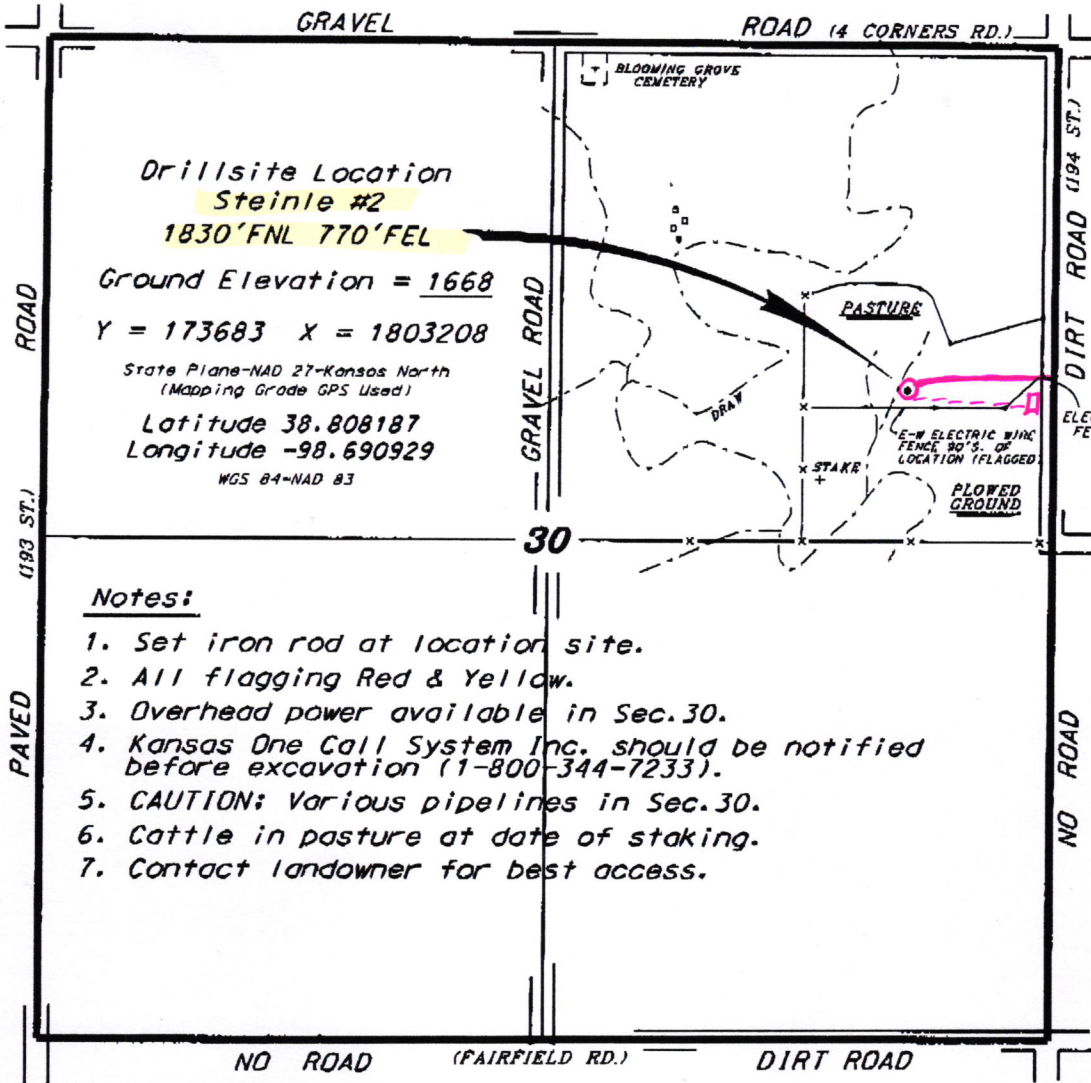 GRAVEL
ROAD (4 CORNERS RD.)
BLOOMING GROVE
CEMETERY
Drillsite Location
Steinle #2
1830'FNL 770'FEL
Ground Elevation = 1668
Y = 173683 X = 1803208
State Plane-NAD 27-Kansas North
(Mapping Grade GPS Used)
Latitude 38.808187
Longitude -98.690929
WGS 84-NAD 83
PAVED ROAD (193 ST.)
GRAVEL ROAD
DIRT ROAD (194 ST.)
PASTURE
DRAW
E-W ELECTRIC WIRE
FENCE 90'S. OF
LOCATION (FLAGGED)
STAKE
PLOWED
GROUND
30
Notes:
1. Set iron rod at location site.
2. All flagging Red & Yellow.
3. Overhead power available in Sec.30.
4. Kansas One Call System Inc. should be notified
before excavation (1-800-344-7233).
5. CAUTION: Various pipelines in Sec.30.
6. Cattle in pasture at date of staking.
7. Contact landowner for best access.
NO ROAD
NO ROAD
(FAIRFIELD RD.)
DIRT ROAD